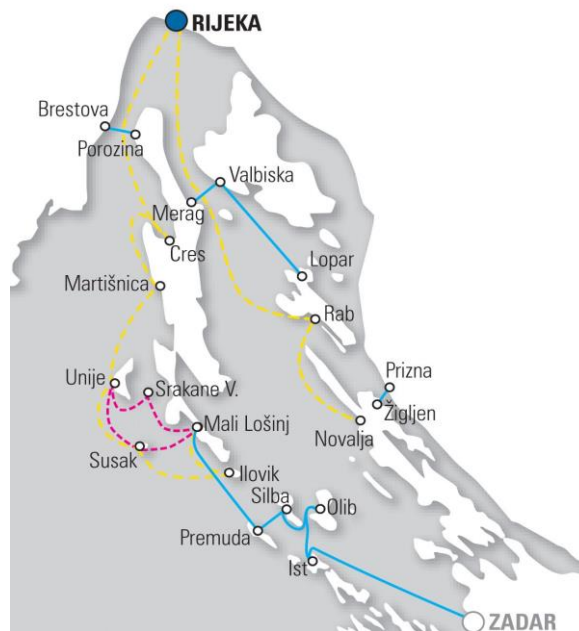 RIJEKA
Brestova
Porozina
Valbiska
Merag
Cres
Lopar
Martišnica
Rab
Unije
Srakane V.
Prizna
Žigljen
Mali Lošinj
Novalja
Susak
Ilovik
Silba
Olib
Premuda
Ist
ZADAR